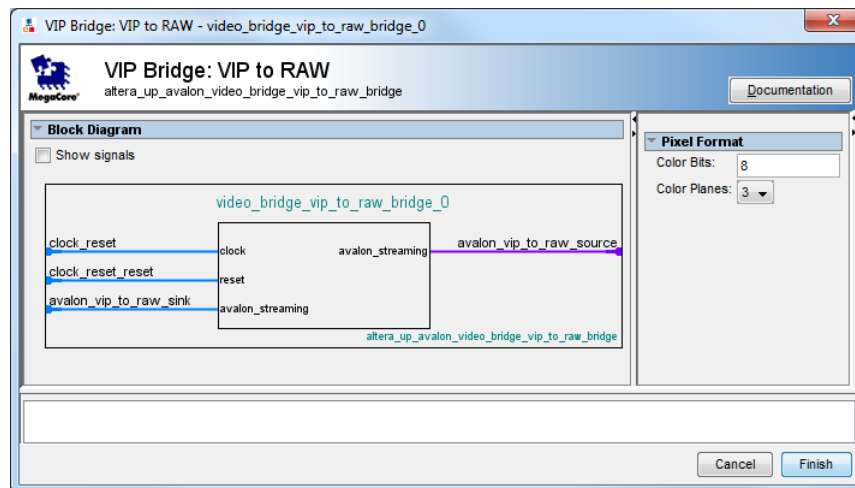 VIP Bridge: VIP to RAW - video_bridge_vip_to_raw_bridge_0
X
MegaCore®
VIP Bridge: VIP to RAW
altera_up_avalon_video_bridge_vip_to_raw_bridge
Documentation
Block Diagram
Show signals
video_bridge_vip_to_raw_bridge_0
clock_reset
clock
avalon_streaming
avalon_vip_to_raw_source
clock_reset_reset
reset
avalon_vip_to_raw_sink
avalon_streaming
altera_up_avalon_video_bridge_vip_to_raw_bridge
Pixel Format
Color Bits: 8
Color Planes: 3
Cancel
Finish